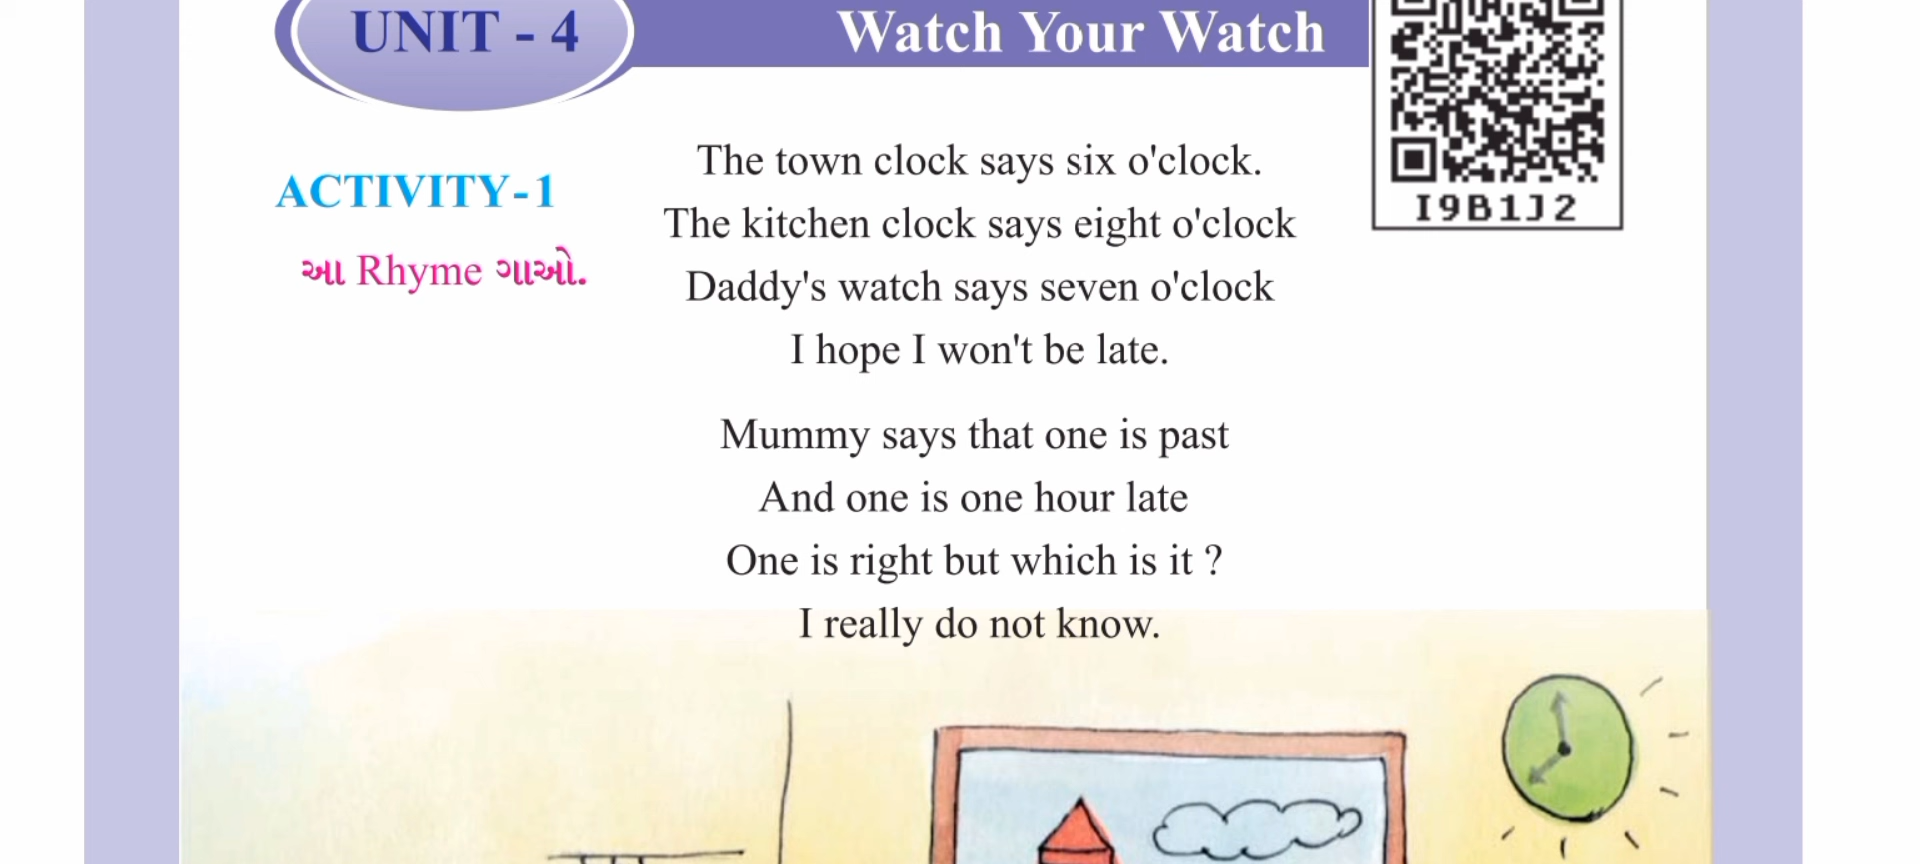 UNIT - 4
Watch Your Watch
I9B1J2
ACTIVITY-1
આ Rhyme ગાઓ.
The town clock says six o'clock.
The kitchen clock says eight o'clock
Daddy's watch says seven o'clock
I hope I won't be late.
Mummy says that one is past
And one is one hour late
One is right but which is it ?
I really do not know.